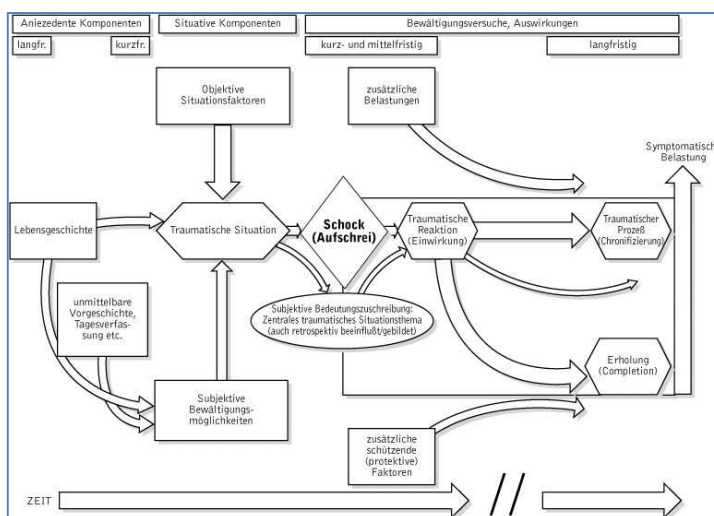 Aniezedente Komponenten
Situative Komponenten
Bewältigungsversuche, Auswirkungen
langfr.
kurzfr.
kurz- und mittelfristig
langfristig
Objektive
Situationsfaktoren
zusätzliche
Belastungen
Symptomatisch
Belastung
Lebensgeschichte
Traumatische Situation
Schock
(Aufschrei)
Traumatische
Reaktion
(Einwirkung)
Traumatischer
Prozeß
(Chronifizierung)
unmittelbare
Vorgeschichte,
Tagesverfas-
sung etc.
Subjektive Bedeutungszuschreibung:
Zentrales traumatisches Situationsthema
(auch retrospektiv beeinflußt/gebildet)
Subjektive
Bewältigungs-
möglichkeiten
Erholung
(Completion)
zusätzliche
schützende
(protektive)
Faktoren
ZEIT